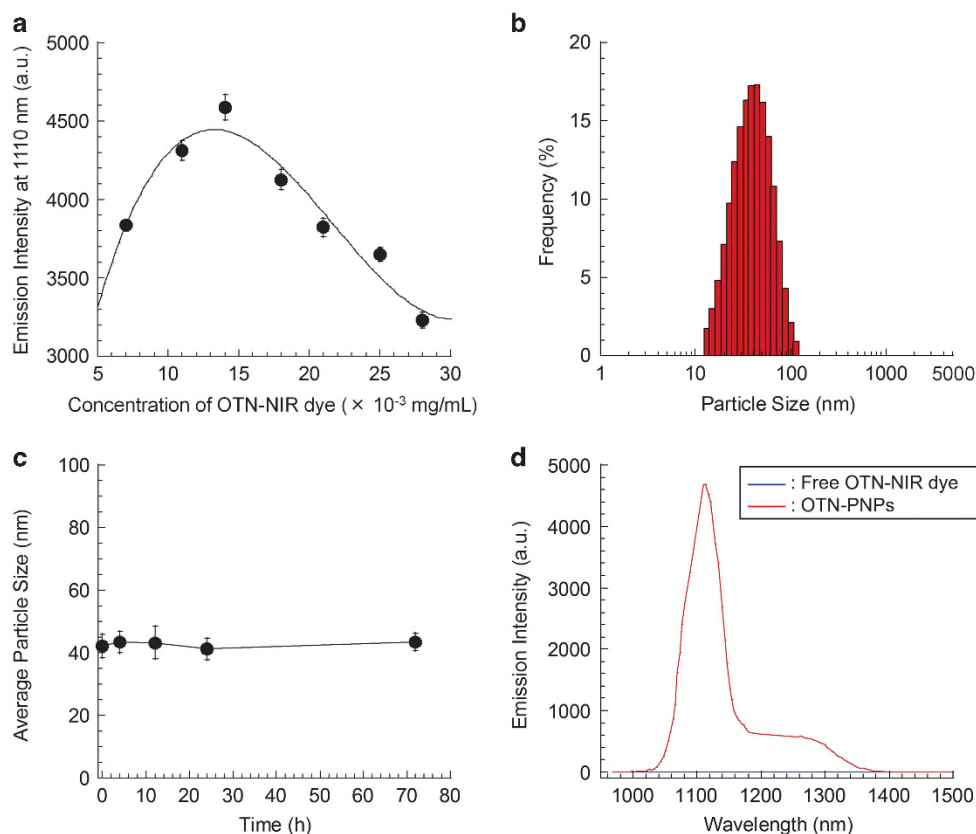 a
5000
4500
4000
3500
3000
Emission Intensity at 1110 nm (a.u.)
5 10 15 20 25 30
Concentration of OTN-NIR dye ( × 10-3 mg/mL)
b
20
15
10
5
0
Frequency (%)
1 10 100 1000 5000
Particle Size (nm)
c
100
80
60
40
20
0
Average Particle Size (nm)
0 10 20 30 40 50 60 70 80
Time (h)
d
5000
4000
3000
2000
1000
0
Emission Intensity (a.u.)
: Free OTN-NIR dye
: OTN-PNPs
1000 1100 1200 1300 1400 1500
Wavelength (nm)